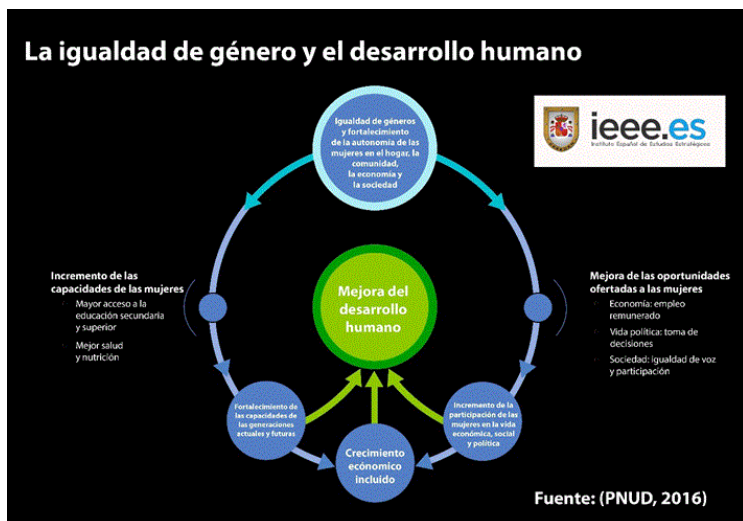 La igualdad de género y el desarrollo humano
Igualdad de géneros
y fortalecimiento
de la autonomía de las
mujeres en el hogar, la
comunidad,
la economía y
la sociedad
ieee.es
Instituto Español de Estudios Estratégicos
Incremento de las
capacidades de las mujeres
Mayor acceso a la
educación secundaría
y superior
Mejor salud
y nutrición
Mejora del
desarrollo
humano
Mejora de las oportunidades
ofertadas a las mujeres
Economía: empleo
remunerado
Vida política: toma de
decisiones
Sociedad: igualdad de voz
y participación
Fortalecimiento de
las capacidades de
las generaciones
actuales y futuras
Crecimiento
ecónomico
incluido
Incremento de la
participación de las
mujeres en la vida
económica, social y
política
Fuente: (PNUD, 2016)